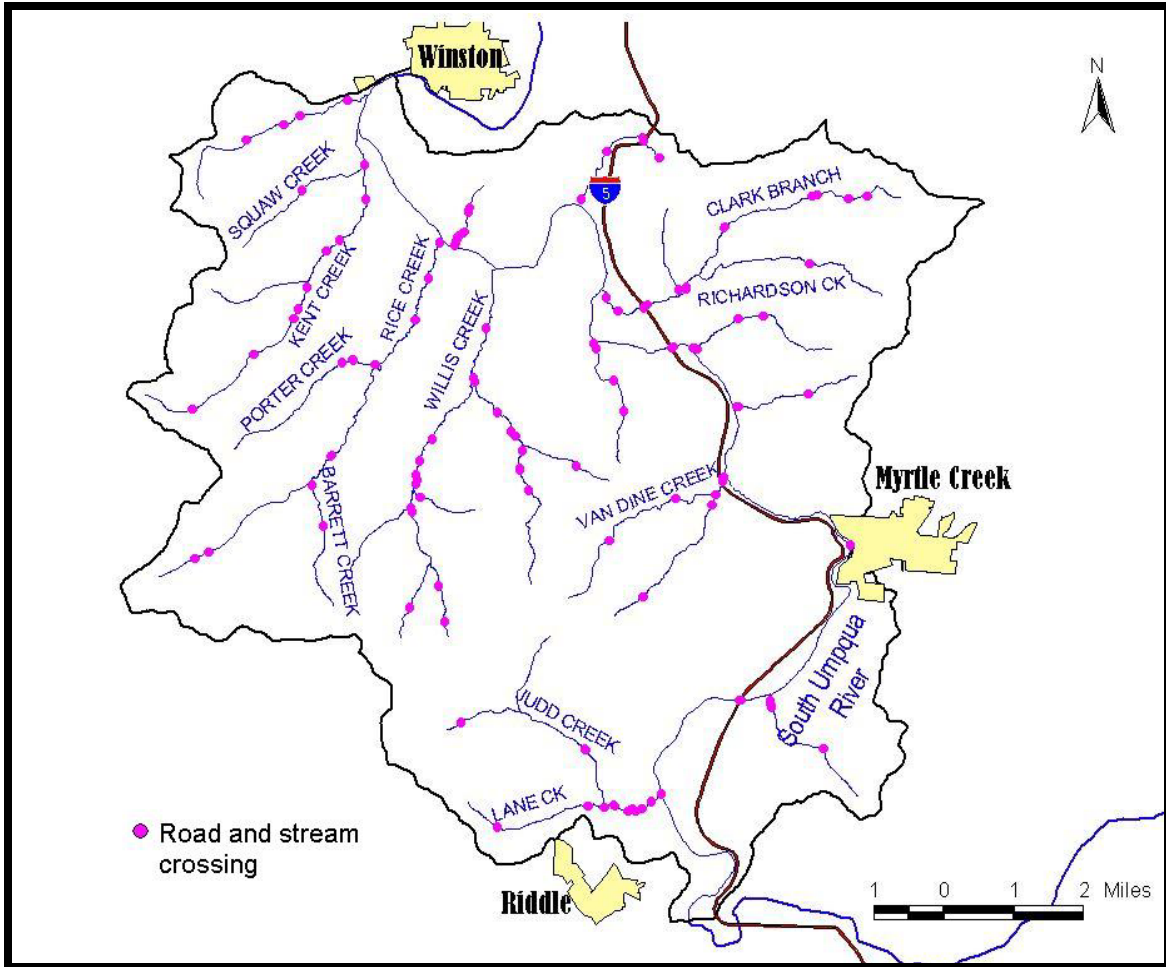 Winston
N
5
SQUAW CREEK
CLARK BRANCH
RICHARDSON CK
KENT CREEK
RICE CREEK
WILLIS CREEK
PORTER CREEK
BARRETT CREEK
VAN DINE CREEK
Myrtle Creek
South Umpqua
River
JUDD CREEK
LANE CK
Road and stream
crossing
Riddle
1 0 1 2 Miles